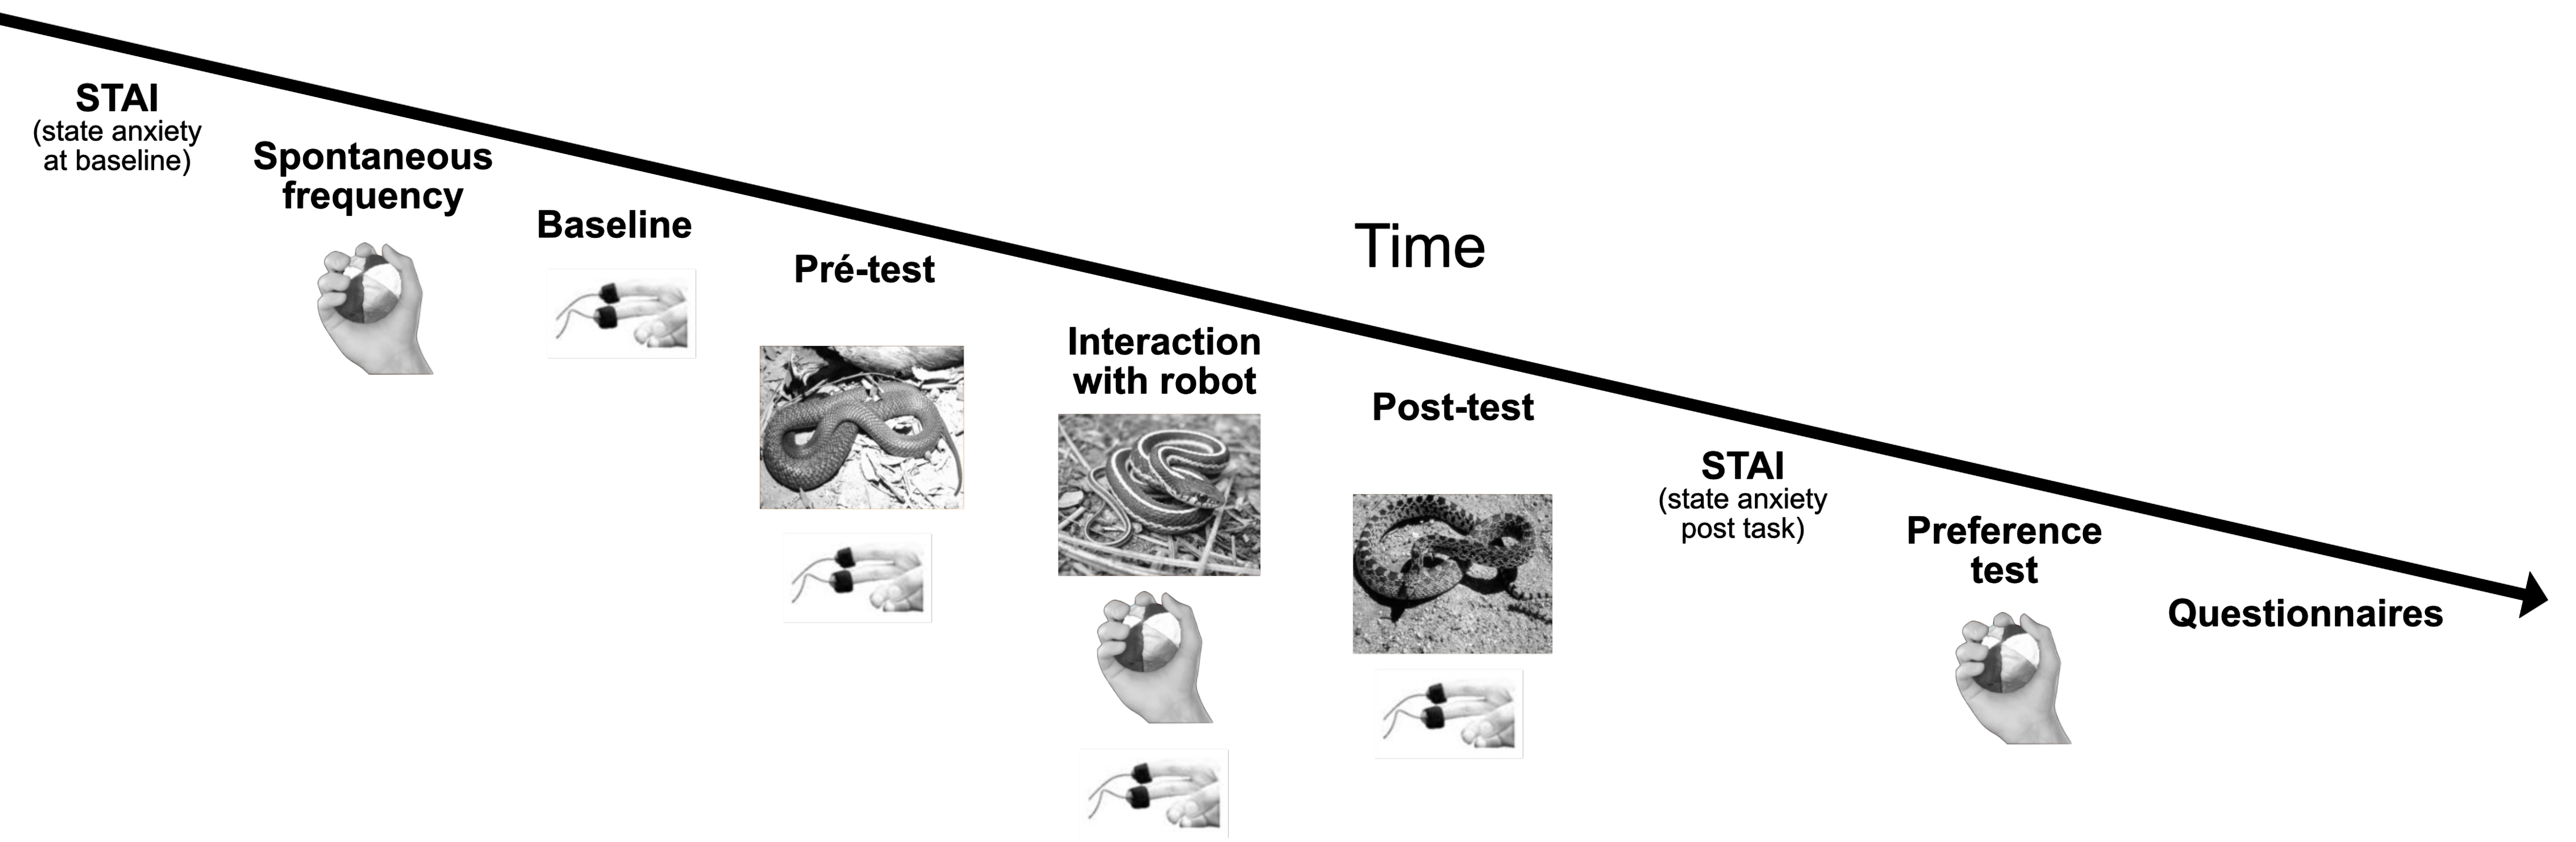 STAI
(state anxiety
at baseline)
Spontaneous
frequency
Baseline
Pré-test
Interaction
with robot
Time
Post-test
STAI
(state anxiety
post task)
Preference
test
Questionnaires